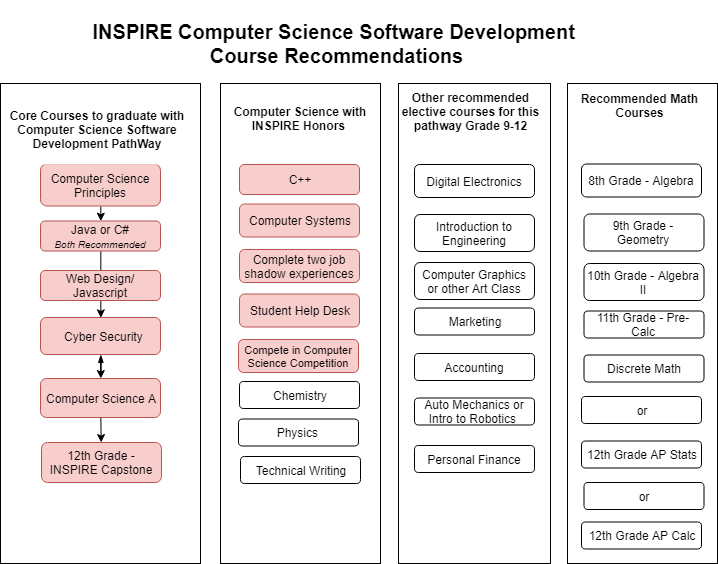 INSPIRE Computer Science Software Development
Course Recommendations
Core Courses to graduate with
Computer Science Software
Development PathWay
Computer Science
Principles
Java or C#
Both Recommended
Web Design/
Javascript
Cyber Security
Computer Science A
12th Grade -
INSPIRE Capstone
Computer Science with
INSPIRE Honors
C++
Computer Systems
Complete two job
shadow experiences
Student Help Desk
Compete in Computer
Science Competition
Chemistry
Physics
Technical Writing
Other recommended
elective courses for this
pathway Grade 9-12
Digital Electronics
Introduction to
Engineering
Computer Graphics
or other Art Class
Marketing
Accounting
Auto Mechanics or
Intro to Robotics
Personal Finance
Recommended Math
Courses
8th Grade - Algebra
9th Grade -
Geometry
10th Grade - Algebra
II
11th Grade - Pre-
Calc
Discrete Math
or
12th Grade AP Stats
or
12th Grade AP Calc